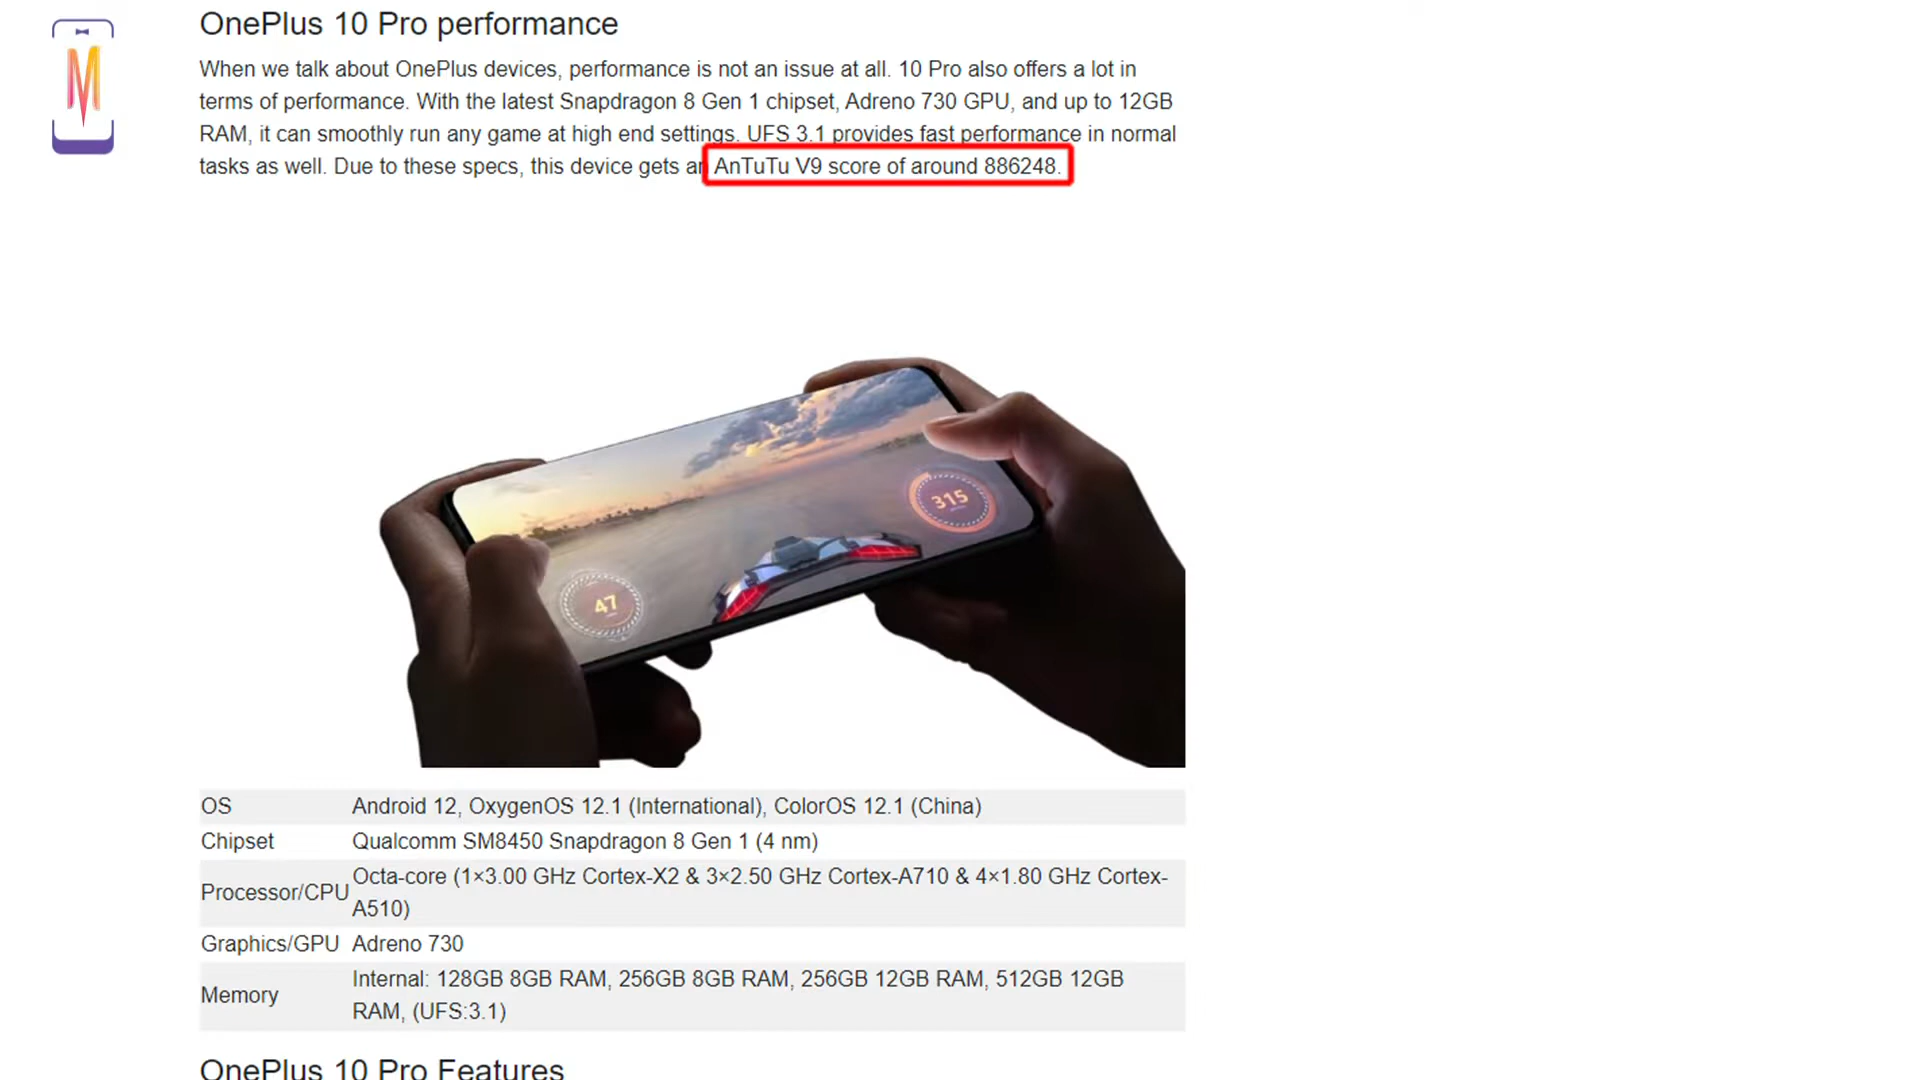 OnePlus 10 Pro performance
M
When we talk about OnePlus devices, performance is not an issue at all. 10 Pro also offers a lot in
terms of performance. With the latest Snapdragon 8 Gen 1 chipset, Adreno 730 GPU, and up to 12GB
RAM, it can smoothly run any game at high end settings. UFS 3.1 provides fast performance in normal
tasks as well. Due to these specs, this device gets an AnTuTu V9 score of around 886248.
315
47
OS Android 12, OxygenOS 12.1 (International), ColorOS 12.1 (China)
Chipset Qualcomm SM8450 Snapdragon 8 Gen 1 (4 nm)
Processor/CPU Octa-core (1×3.00 GHz Cortex-X2 & 3×2.50 GHz Cortex-A710 & 4×1.80 GHz Cortex-
A510)
Graphics/GPU Adreno 730
Memory Internal: 128GB 8GB RAM, 256GB 8GB RAM, 256GB 12GB RAM, 512GB 12GB
RAM, (UFS:3.1)
OnePlus 10 Pro Features